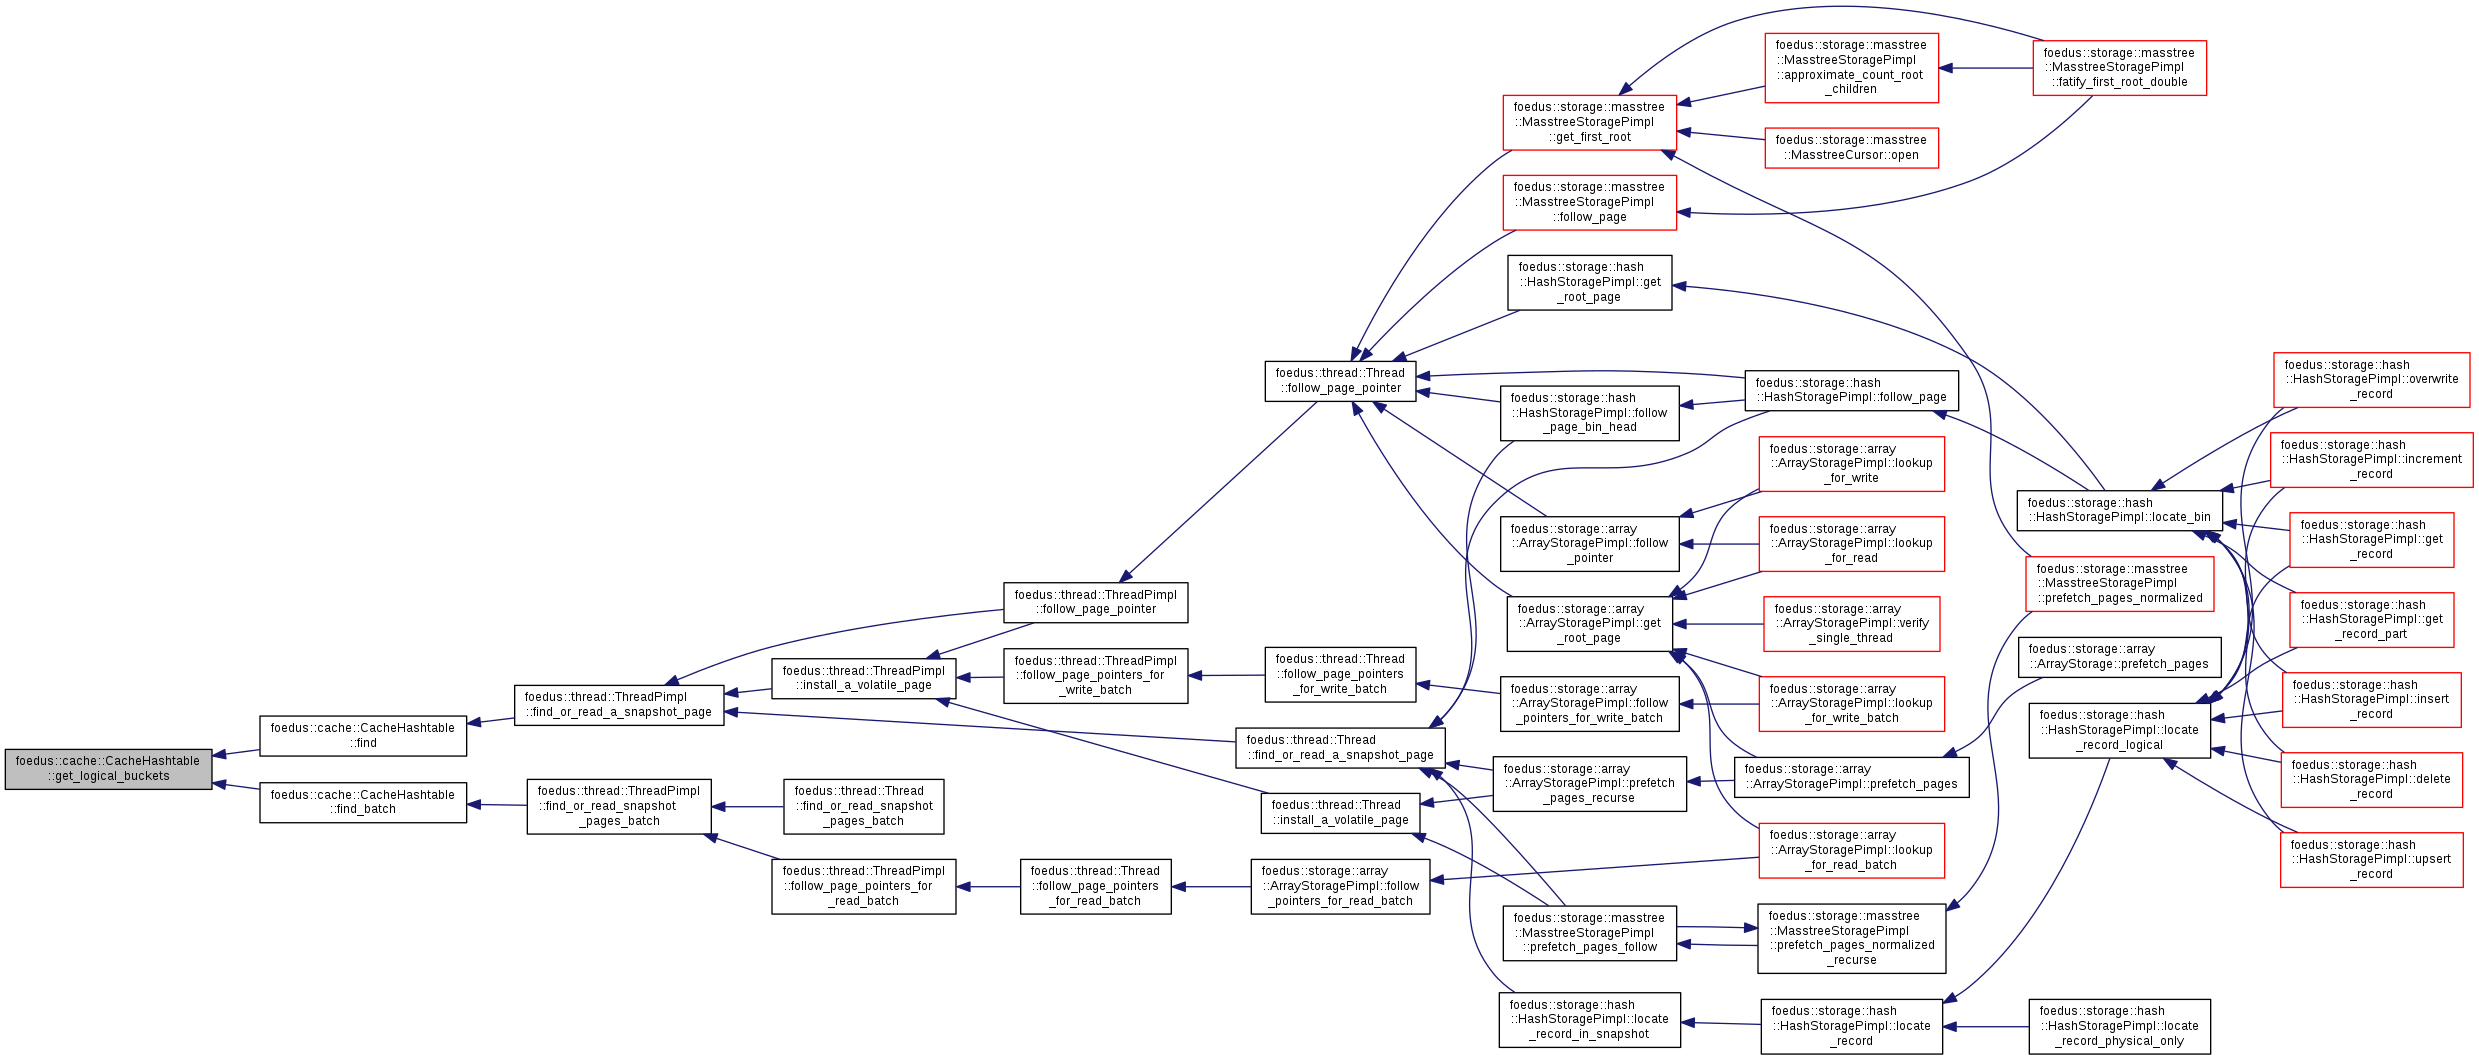 foedus::cache::CacheHashtable
::get_logical_buckets
foedus::cache::CacheHashtable
::find
foedus::cache::CacheHashtable
::find_batch
foedus::thread::ThreadPimpl
::find_or_read_a_snapshot_page
foedus::thread::ThreadPimpl
::find_or_read_snapshot
_pages_batch
foedus::thread::ThreadPimpl
::install_a_volatile_page
foedus::thread::Thread
::find_or_read_snapshot
_pages_batch
foedus::thread::ThreadPimpl
::follow_page_pointers_for
_read_batch
foedus::thread::ThreadPimpl
::follow_page_pointer
foedus::thread::ThreadPimpl
::follow_page_pointers_for
_write_batch
foedus::thread::Thread
::follow_page_pointers
_for_read_batch
foedus::thread::Thread
::follow_page_pointer
foedus::thread::Thread
::follow_page_pointers
_for_write_batch
foedus::thread::Thread
::find_or_read_a_snapshot_page
foedus::thread::Thread
::install_a_volatile_page
foedus::storage::array
::ArrayStoragePimpl::follow
_pointers_for_read_batch
foedus::storage::masstree
::MasstreeStoragePimpl
::get_first_root
foedus::storage::masstree
::MasstreeStoragePimpl
::follow_page
foedus::storage::hash
::HashStoragePimpl::get
_root_page
foedus::storage::hash
::HashStoragePimpl::follow
_page_bin_head
foedus::storage::array
::ArrayStoragePimpl::follow
_pointer
foedus::storage::array
::ArrayStoragePimpl::get
_root_page
foedus::storage::array
::ArrayStoragePimpl::follow
_pointers_for_write_batch
foedus::storage::array
::ArrayStoragePimpl::prefetch
_pages_recurse
foedus::storage::masstree
::MasstreeStoragePimpl
::prefetch_pages_follow
foedus::storage::hash
::HashStoragePimpl::locate
_record_in_snapshot
foedus::storage::masstree
::MasstreeStoragePimpl
::approximate_count_root
_children
foedus::storage::masstree
::MasstreeCursor::open
foedus::storage::hash
::HashStoragePimpl::follow_page
foedus::storage::array
::ArrayStoragePimpl::lookup
_for_write
foedus::storage::array
::ArrayStoragePimpl::lookup
_for_read
foedus::storage::array
::ArrayStoragePimpl::verify
_single_thread
foedus::storage::array
::ArrayStoragePimpl::lookup
_for_write_batch
foedus::storage::array
::ArrayStoragePimpl::prefetch_pages
foedus::storage::array
::ArrayStoragePimpl::lookup
_for_read_batch
foedus::storage::masstree
::MasstreeStoragePimpl
::prefetch_pages_normalized
_recurse
foedus::storage::hash
::HashStoragePimpl::locate
_record
foedus::storage::masstree
::MasstreeStoragePimpl
::fatify_first_root_double
foedus::storage::hash
::HashStoragePimpl::locate_bin
foedus::storage::masstree
::MasstreeStoragePimpl
::prefetch_pages_normalized
foedus::storage::array
::ArrayStorage::prefetch_pages
foedus::storage::hash
::HashStoragePimpl::locate
_record_logical
foedus::storage::hash
::HashStoragePimpl::locate
_record_physical_only
foedus::storage::hash
::HashStoragePimpl::overwrite
_record
foedus::storage::hash
::HashStoragePimpl::increment
_record
foedus::storage::hash
::HashStoragePimpl::get
_record
foedus::storage::hash
::HashStoragePimpl::get
_record_part
foedus::storage::hash
::HashStoragePimpl::insert
_record
foedus::storage::hash
::HashStoragePimpl::delete
_record
foedus::storage::hash
::HashStoragePimpl::upsert
_record